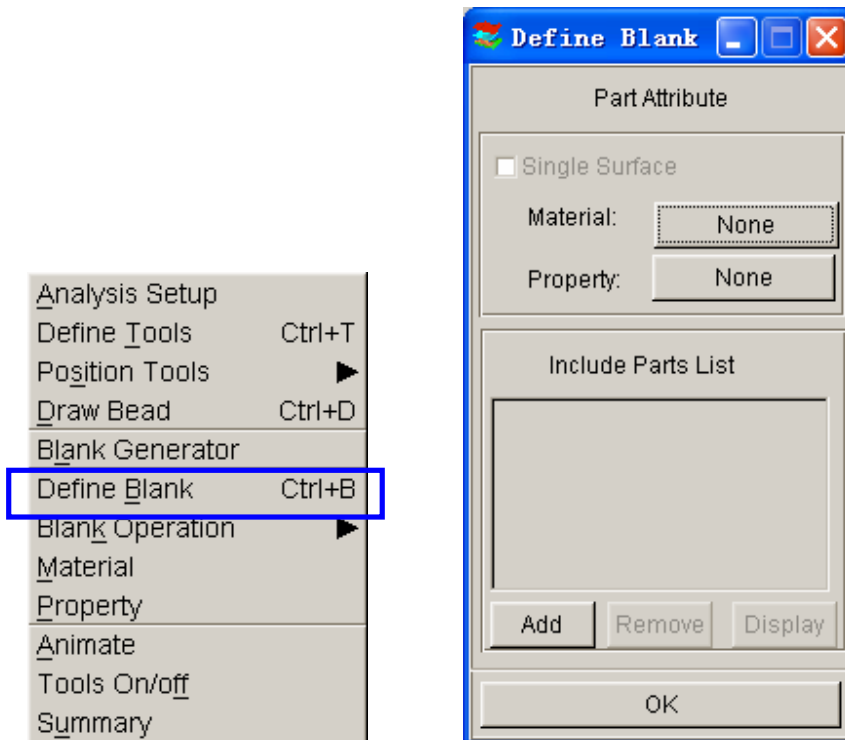 Analysis Setup
Define Tools Ctrl+T
Position Tools
Draw Bead Ctrl+D
Blank Generator
Define Blank Ctrl+B
Blank Operation
Material
Property
Animate
Tools On/off
Summary
Define Blank
Part Attribute
Single Surface
Material: None
Property: None
Include Parts List
Add Remove Display
OK